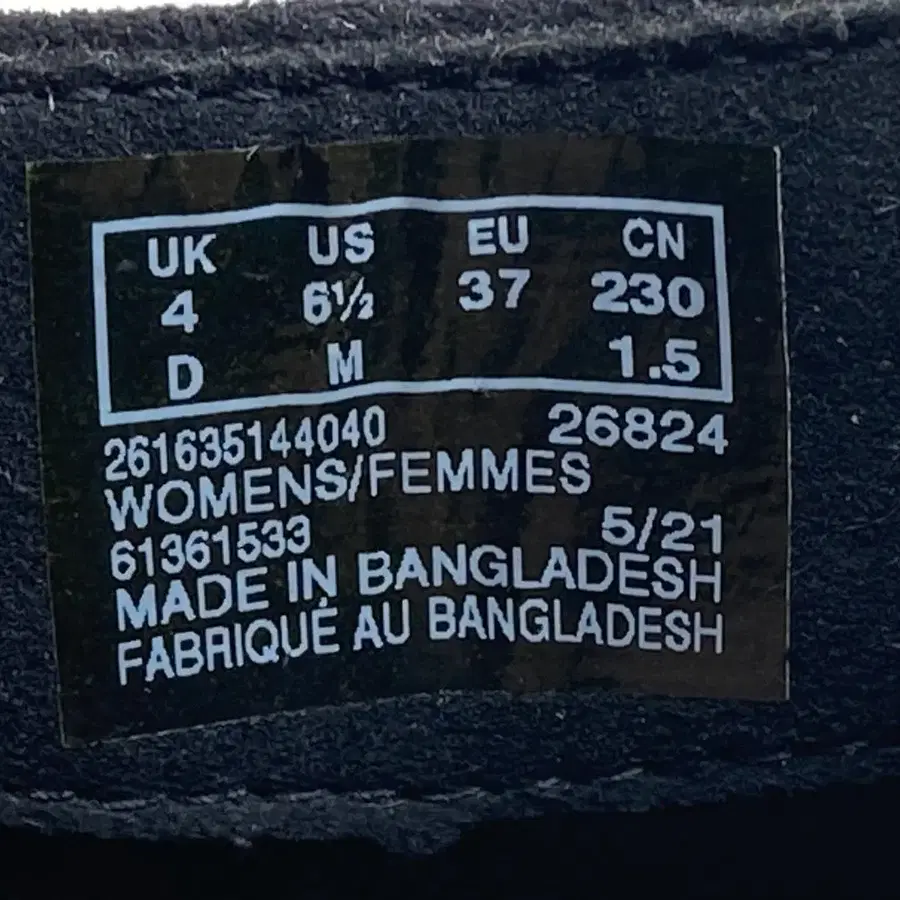 UK US EU CN
4 6½ 37 230
D M 1.5
261635144040 26824
WOMENS/FEMMES
61361533 5/21
MADE IN BANGLADESH
FABRIQUÉ AU BANGLADESH